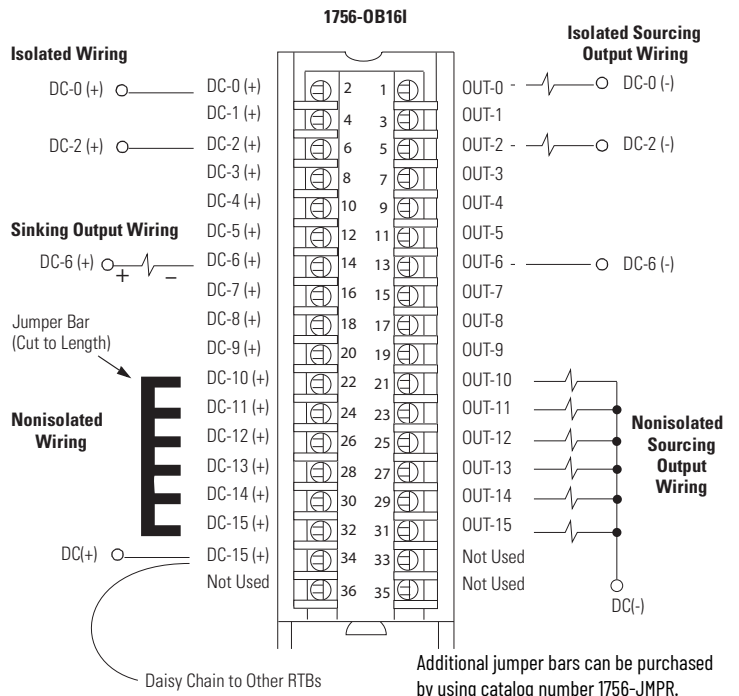 1756-OB16I
Isolated Wiring
Isolated Sourcing
Output Wiring
DC-0 (+) DC-0 (+) 2 1 OUT-0 - DC-0 (-)
DC-1 (+) 4 3 OUT-1
DC-2 (+) DC-2 (+) 6 5 OUT-2 - DC-2 (-)
DC-3 (+) 8 7 OUT-3
DC-4 (+) 10 9 OUT-4
Sinking Output Wiring
DC-5 (+) 12 11 OUT-5
DC-6 (+) + – DC-6 (+) 14 13 OUT-6 - DC-6 (-)
DC-7 (+) 16 15 OUT-7
Jumper Bar
(Cut to Length)
DC-8 (+) 18 17 OUT-8
DC-9 (+) 20 19 OUT-9
DC-10 (+) 22 21 OUT-10
Nonisolated
Wiring
DC-11 (+) 24 23 OUT-11
DC-12 (+) 26 25 OUT-12
DC-13 (+) 28 27 OUT-13
DC-14 (+) 30 29 OUT-14
DC-15 (+) 32 31 OUT-15
Nonisolated
Sourcing
Output
Wiring
DC(+) DC-15 (+) 34 33 Not Used
Not Used 36 35 Not Used
DC(-)
Daisy Chain to Other RTBs
Additional jumper bars can be purchased
by using catalog number 1756-JMPR.